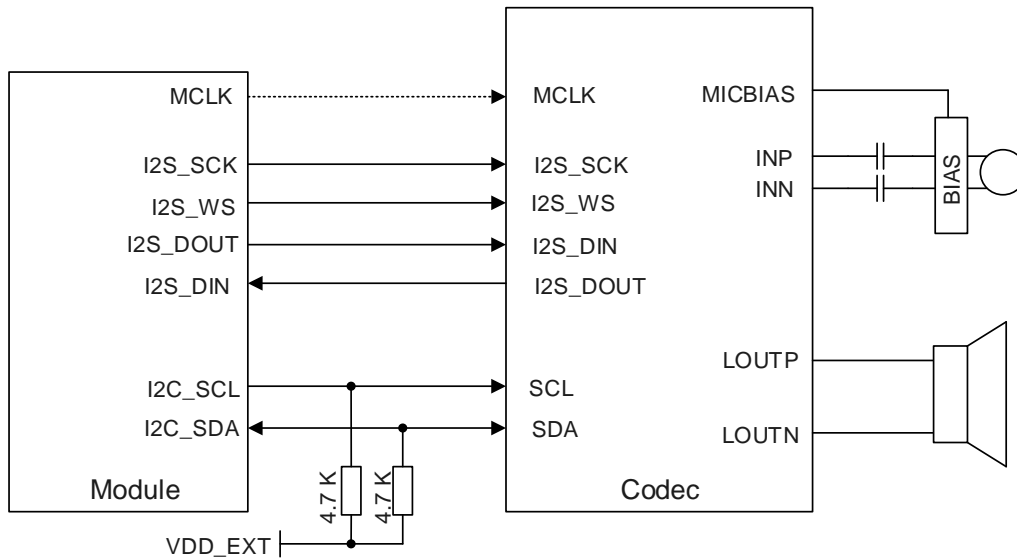 MCLK
MCLK
MICBIAS
I2S_SCK
I2S_SCK
INP
I2S_WS
I2S_WS
INN
BIAS
I2S_DOUT
I2S_DIN
I2S_DIN
I2S_DOUT
LOUTP
I2C_SCL
SCL
I2C_SDA
SDA
LOUTN
Module
4.7 K
4.7 K
Codec
VDD_EXT